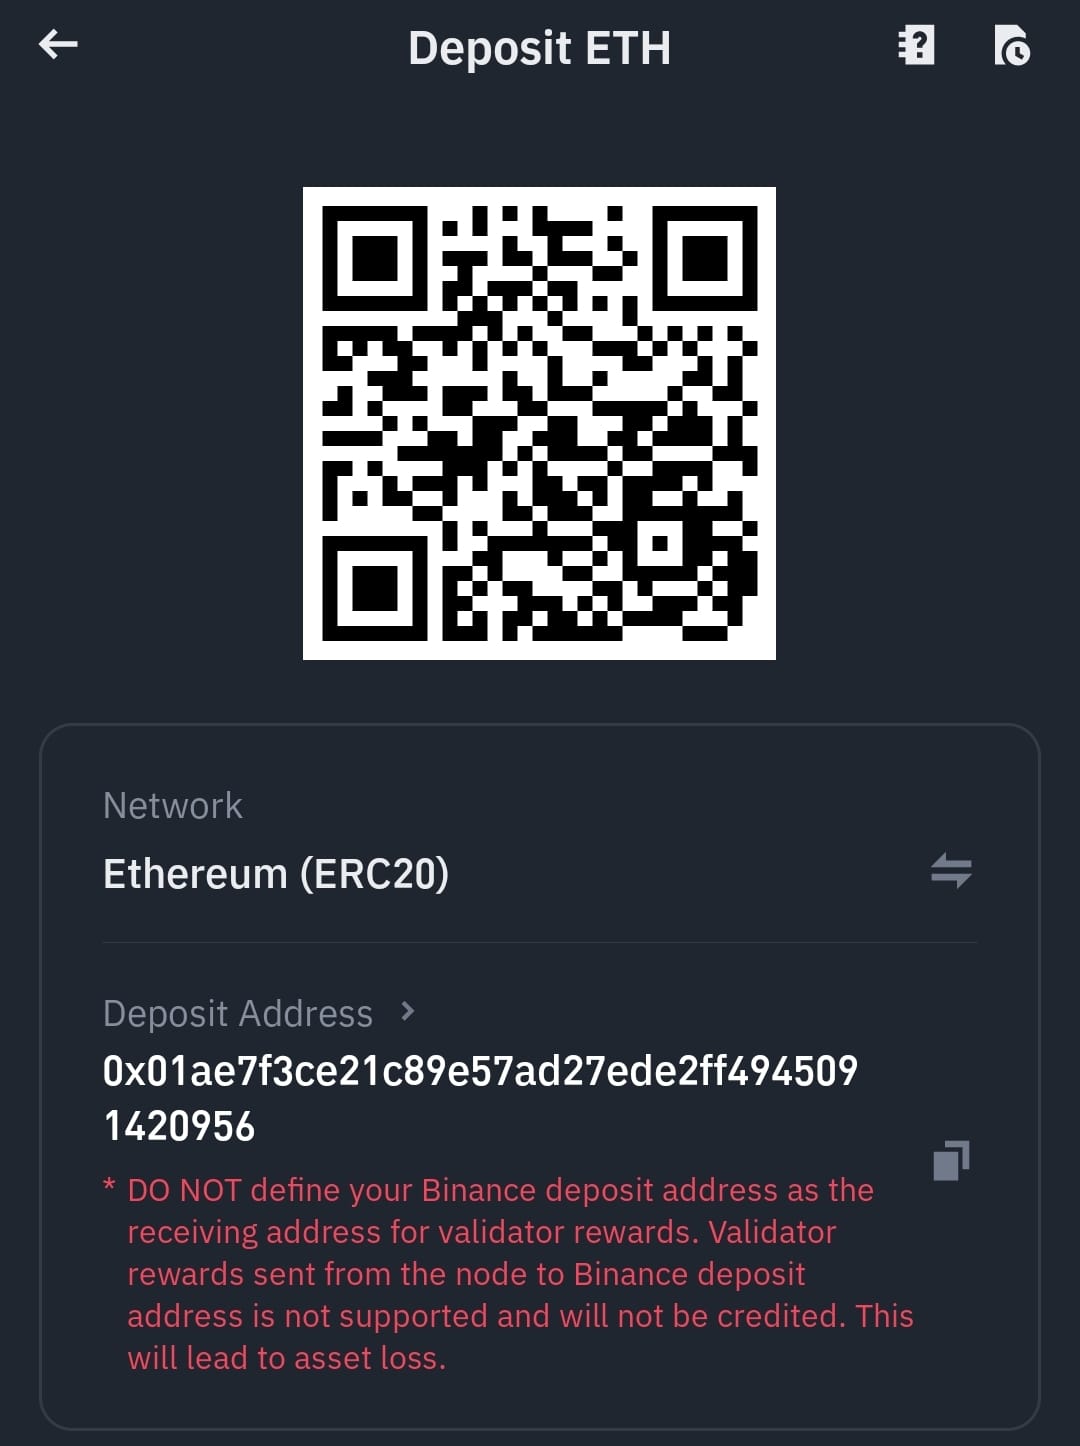 Deposit ETH
Network
Ethereum (ERC20)
Deposit Address
0x01ae7f3ce21c89e57ad27ede2ff494509
1420956
* DO NOT define your Binance deposit address as the
receiving address for validator rewards. Validator
rewards sent from the node to Binance deposit
address is not supported and will not be credited. This
will lead to asset loss.